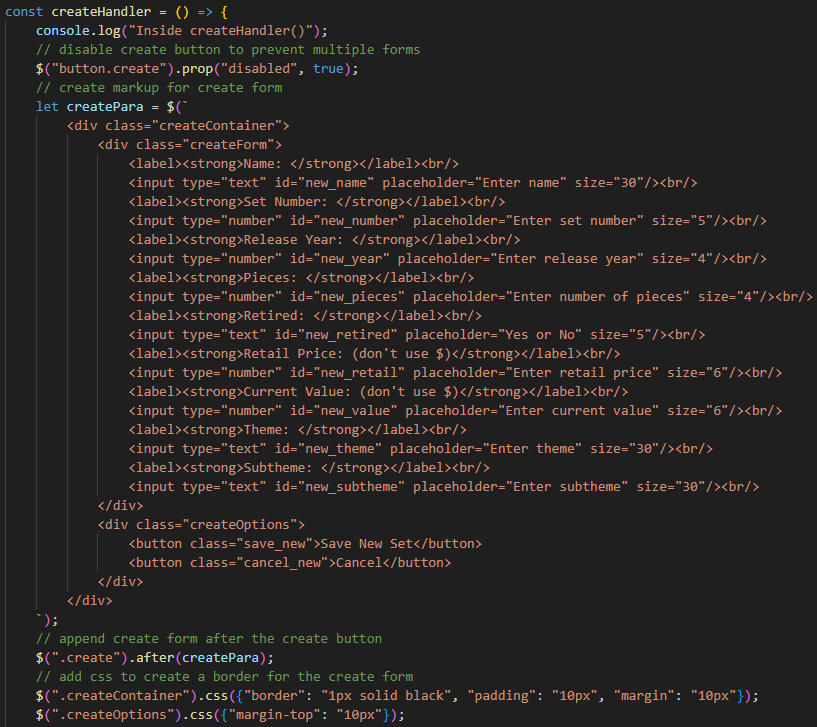 const createHandler = () => {
    console.log("Inside createHandler()");
    // disable create button to prevent multiple forms
    $("button.create").prop("disabled", true);
    // create markup for create form
    let createPara = $(`
        <div class="createContainer">
            <div class="createForm">
                <label><strong>Name: </strong></label><br/>
                <input type="text" id="new_name" placeholder="Enter name" size="30"/><br/>
                <label><strong>Set Number: </strong></label><br/>
                <input type="number" id="new_number" placeholder="Enter set number" size="5"/><br/>
                <label><strong>Release Year: </strong></label><br/>
                <input type="number" id="new_year" placeholder="Enter release year" size="4"/><br/>
                <label><strong>Pieces: </strong></label><br/>
                <input type="number" id="new_pieces" placeholder="Enter number of pieces" size="4"/><br/>
                <label><strong>Retired: </strong></label><br/>
                <input type="text" id="new_retired" placeholder="Yes or No" size="5"/><br/>
                <label><strong>Retail Price: (don't use $)</strong></label><br/>
                <input type="number" id="new_retail" placeholder="Enter retail price" size="6"/><br/>
                <label><strong>Current Value: (don't use $)</strong></label><br/>
                <input type="number" id="new_value" placeholder="Enter current value" size="6"/><br/>
                <label><strong>Theme: </strong></label><br/>
                <input type="text" id="new_theme" placeholder="Enter theme" size="30"/><br/>
                <label><strong>Subtheme: </strong></label><br/>
                <input type="text" id="new_subtheme" placeholder="Enter subtheme" size="30"/><br/>
            </div>
            <div class="createOptions">
                <button class="save_new">Save New Set</button>
                <button class="cancel_new">Cancel</button>
            </div>
        </div>
    `);
    // append create form after the create button
    $(".create").after(createPara);
    // add css to create a border for the create form
    $(".createContainer").css({"border": "1px solid black", "padding": "10px", "margin": "10px"});
    $(".createOptions").css({"margin-top": "10px"});